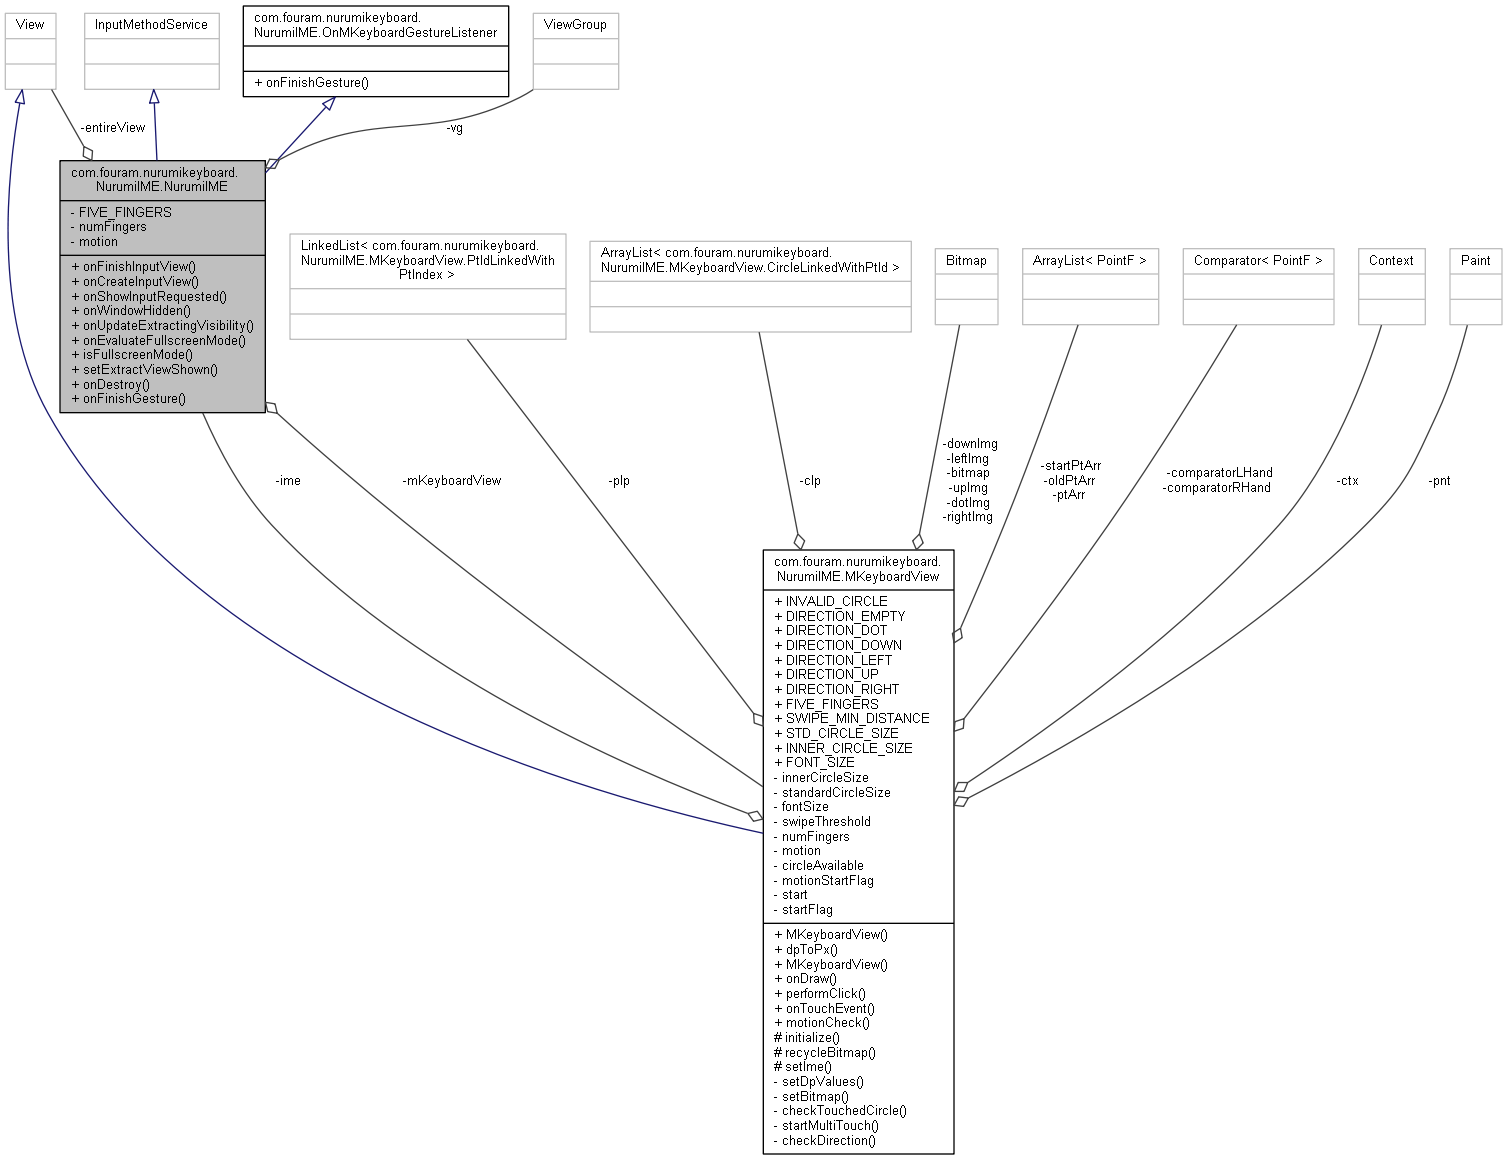 View
InputMethodService
com.fouram.nurumikeyboard.
NurumiIME.OnMKeyboardGestureListener
+ onFinishGesture()
ViewGroup
-entireView
-vg
com.fouram.nurumikeyboard.
NurumiIME.NurumiIME
- FIVE_FINGERS
- numFingers
- motion
+ onFinishInputView()
+ onCreateInputView()
+ onShowInputRequested()
+ onWindowHidden()
+ onUpdateExtractingVisibility()
+ onEvaluateFullscreenMode()
+ isFullscreenMode()
+ setExtractViewShown()
+ onDestroy()
+ onFinishGesture()
LinkedList< com.fouram.nurumikeyboard.
NurumiIME.MKeyboardView.PtIdLinkedWith
PtIndex >
ArrayList< com.fouram.nurumikeyboard.
NurumiIME.MKeyboardView.CircleLinkedWithPtId >
Bitmap
ArrayList< PointF >
Comparator< PointF >
Context
Paint
-ime
-mKeyboardView
-plp
-clp
-downImg
-leftImg
-bitmap
-upImg
-dotImg
-rightImg
-startPtArr
-oldPtArr
-ptArr
-comparatorLHand
-comparatorRHand
-ctx
-pnt
com.fouram.nurumikeyboard.
NurumiIME.MKeyboardView
+ INVALID_CIRCLE
+ DIRECTION_EMPTY
+ DIRECTION_DOT
+ DIRECTION_DOWN
+ DIRECTION_LEFT
+ DIRECTION_UP
+ DIRECTION_RIGHT
+ FIVE_FINGERS
+ SWIPE_MIN_DISTANCE
+ STD_CIRCLE_SIZE
+ INNER_CIRCLE_SIZE
+ FONT_SIZE
- innerCircleSize
- standardCircleSize
- fontSize
- swipeThreshold
- numFingers
- motion
- circleAvailable
- motionStartFlag
- start
- startFlag
+ MKeyboardView()
+ dpToPx()
+ MKeyboardView()
+ onDraw()
+ performClick()
+ onTouchEvent()
+ motionCheck()
# initialize()
# recycleBitmap()
# setIme()
- setDpValues()
- setBitmap()
- checkTouchedCircle()
- startMultiTouch()
- checkDirection()